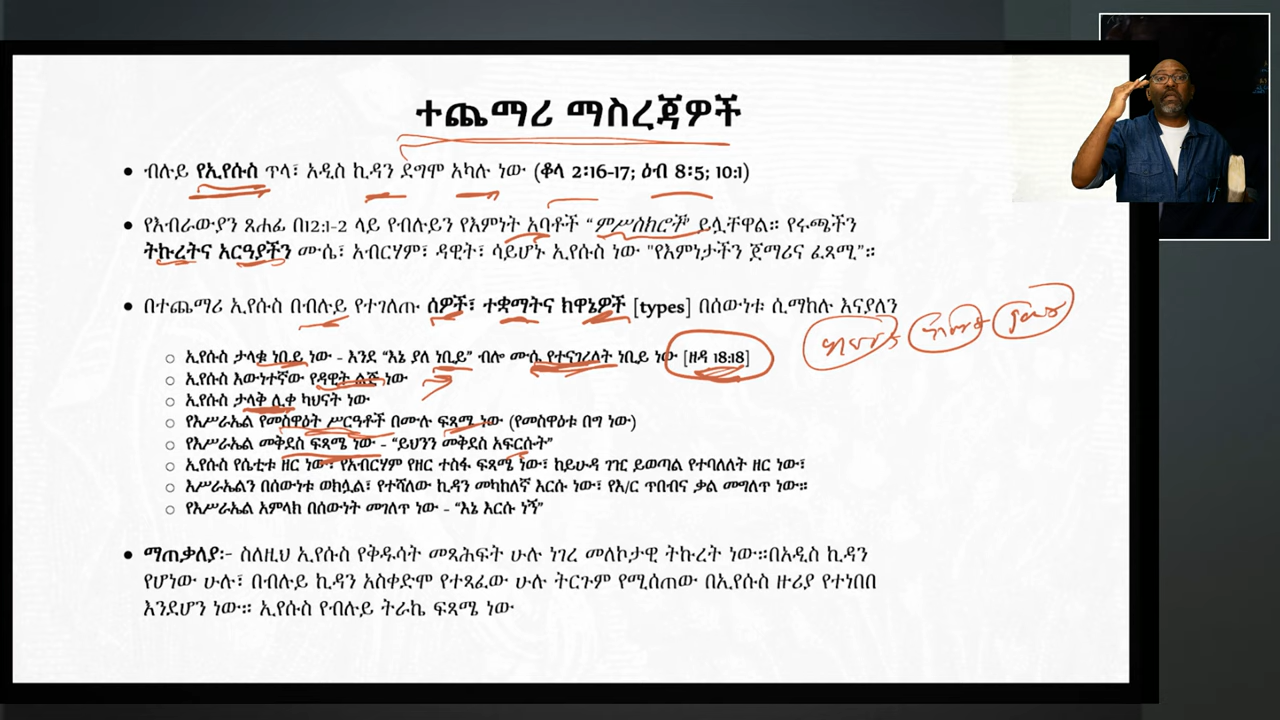 ተጨማሪ ማስረጃዎች
• ብሉይ የኢየሱስ ጥላ፣ አዲስ ኪዳን ደግሞ አካሉ ነው (ቆላ 2፡16-17; ዕብ 8፡5; 10:1)
• የእብራውያን ጸሐፊ በ12:1-2 ላይ የብሉይን የእምነት አባቶች “ምሥክሮች” ይሏቸዋል። የሩጫችን
ትኩረትና አርዓያችን ሙሴ፣ አብርሃም፣ ዳዊት፣ ሳይሆኑ ኢየሱስ ነው "የእምነታችን ጀማሪና ፈጻሚ”።
• በተጨማሪ ኢየሱስ በብሉይ የተገለጡ ሰዎች፣ ተቋማትና ክዋኔዎች [types] በሰውነቱ ሲማከሉ እናያለን
○ ኢየሱስ ታላቁ ነቢይ ነው - እንደ “እኔ ያለ ነቢይ” ብሎ ሙሴ የተናገረለት ነቢይ ነው [ዘዳ 18:18]
○ ኢየሱስ እውነተኛው የዳዊት ልጅ ነው
○ ኢየሱስ ታላቅ ሊቀ ካህናት ነው
○ የእሥራኤል የመስዋዕት ሥርዓቶች በሙሉ ፍጻሜ ነው (የመስዋዕቱ በግ ነው)
○ የእሥራኤል መቅደስ ፍጻሜ ነው - “ይህንን መቅደስ አፍርሱት”
○ ኢየሱስ የሴቲቱ ዘር ነው፣ የአብርሃም የዘር ተስፋ ፍጻሜ ነው፣ ከይሁዳ ገገር ይወጣል የተባለለት ዘር ነው፣
○ እሥራኤልን በሰውነቱ ወክሏል፣ የተሻለው ኪዳን መካከለኛ እርሱ ነው፣ የእ/ር ጥበብና ቃል መግለጥ ነው።
○ የእሥራኤል አምላክ በሰውነት መገለጥ ነው - “እኔ እርሱ ነኝ”
• ማጠቃለያ፡- ስለዚህ ኢየሱስ የቅዱሳት መጻሕፍት ሁሉ ነገረ መለኮታዊ ትኩረት ነው።በአዲስ ኪዳን
የሆነው ሁሉ፣ በብሉይ ኪዳን አስቀድሞ የተጻፈው ሁሉ ትርጉም የሚሰጠው በኢየሱስ ዙሪያ የተነበበ
እንደሆን ነው። ኢየሱስ የብሉይ ትራኬ ፍጻሜ ነው